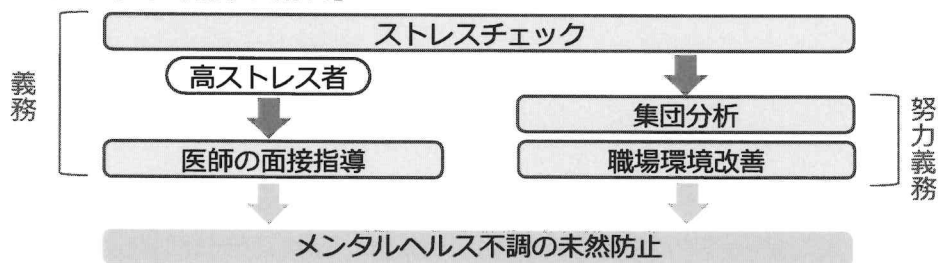 ストレスチェック
高ストレス者
義務
集団分析
努力義務
医師の面接指導
職場環境改善
メンタルヘルス不調の未然防止